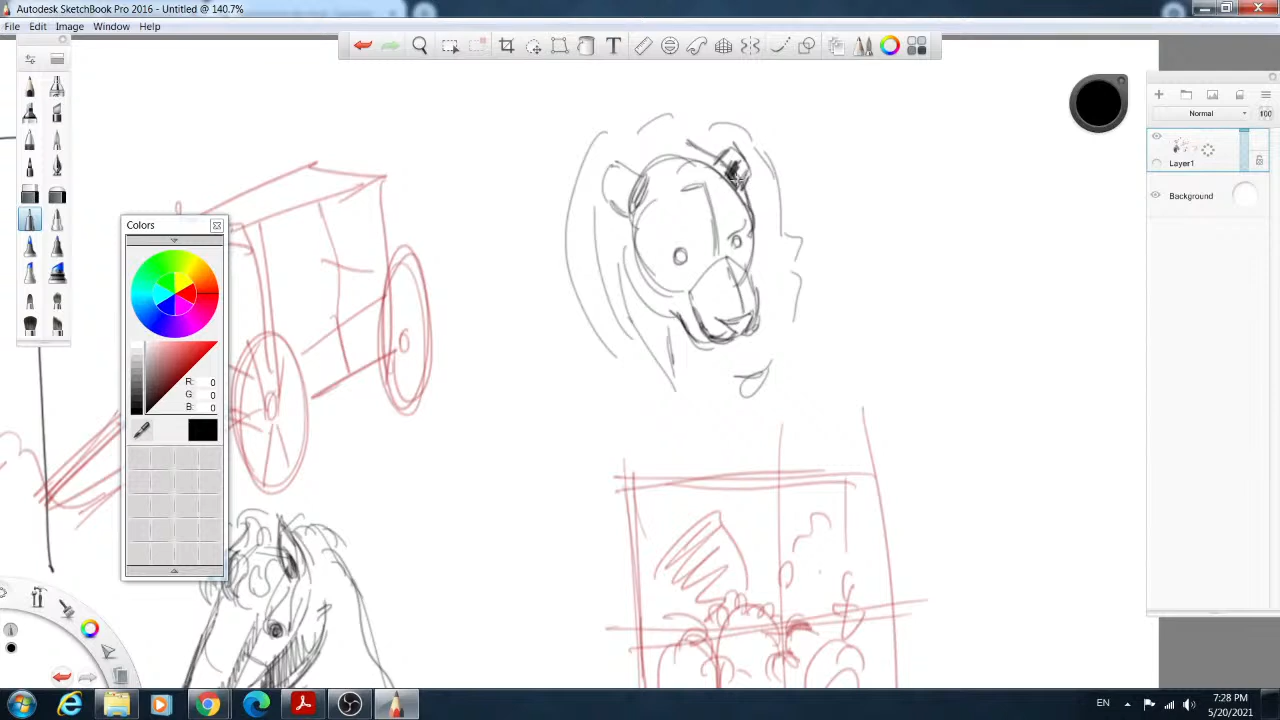 Autodesk SketchBook Pro 2016 - Untitled @ 140.7%
File Edit Image Window Help
T
Normal 100
Layer1
Background
Colors
R: 0
G: 0
B: 0
EN
7:28 PM
5/20/2021